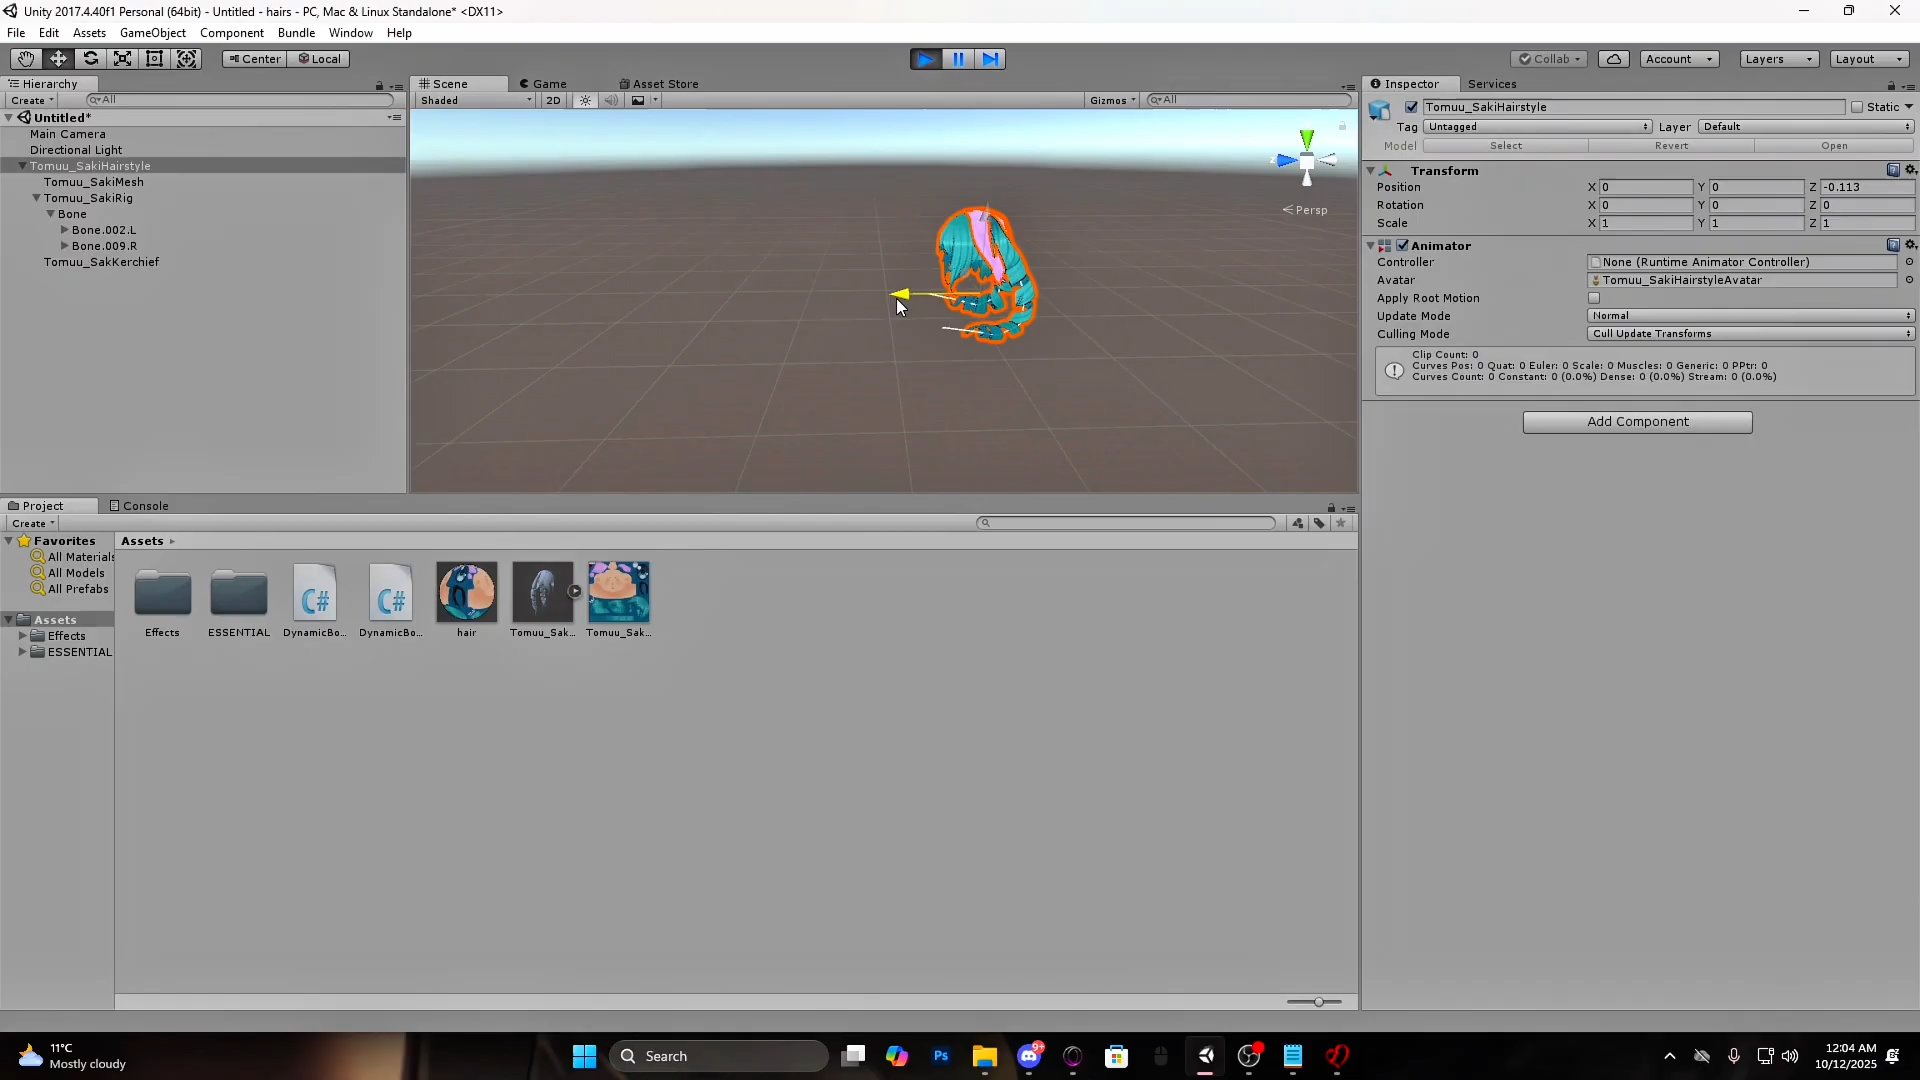 Unity 2017.4.40f1 Personal (64bit) - Untitled - hairs - PC, Mac & Linux Standalone* <DX11>
File Edit Assets GameObject Component Bundle Window Help
Center Local Collab Account Layers Layout
Hierarchy
Create All
Untitled*
Main Camera
Directional Light
Tomuu_SakiHairstyle
Tomuu_SakiMesh
Tomuu_SakiRig
Bone
Bone.002.L
Bone.009.R
Tomuu_SakKerchief
Scene Game Asset Store
Shaded 2D Gizmos All
Persp
Inspector Services
Tomuu_SakiHairstyle Static
Tag Untagged Layer Default
Model Select Revert Open
Transform
Position X 0 Y 0 Z -0.113
Rotation X 0 Y 0 Z 0
Scale X 1 Y 1 Z 1
Animator
Controller None (Runtime Animator Controller)
Avatar Tomuu_SakiHairstyleAvatar
Apply Root Motion
Update Mode Normal
Culling Mode Cull Update Transforms
Clip Count: 0
Curves Pos: 0 Quat: 0 Euler: 0 Scale: 0 Muscles: 0 Generic: 0 PPtr: 0
Curves Count: 0 Constant: 0 (0.0%) Dense: 0 (0.0%) Stream: 0 (0.0%)
Add Component
Project Console
Create
Favorites
All Materials
All Models
All Prefabs
Assets
Effects
ESSENTIAL
Assets
C# C#
Effects ESSENTIAL DynamicBo... DynamicBo... hair Tomuu_Sak... Tomuu_Sak...
11°C
Mostly cloudy
Search
Ps
9+
12:04 AM
10/12/2025